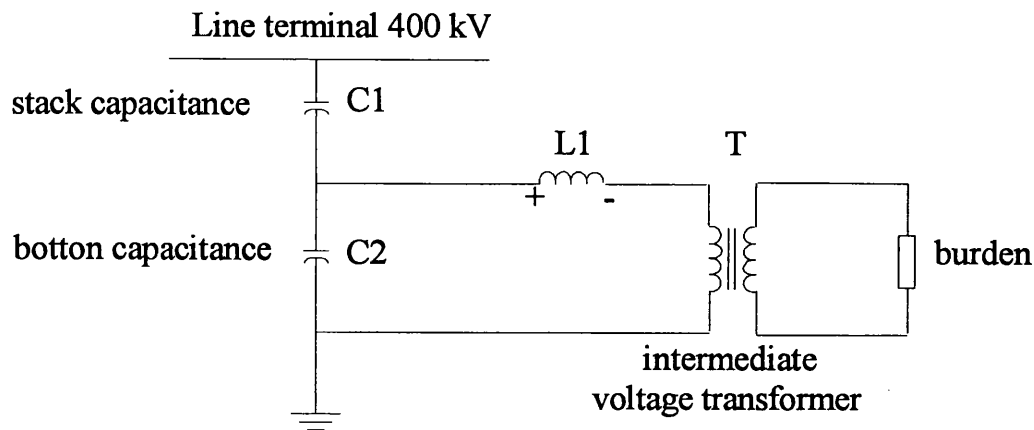 Line terminal 400 kV
stack capacitance
C1
L1
T
+
-
botton capacitance
C2
burden
intermediate
voltage transformer